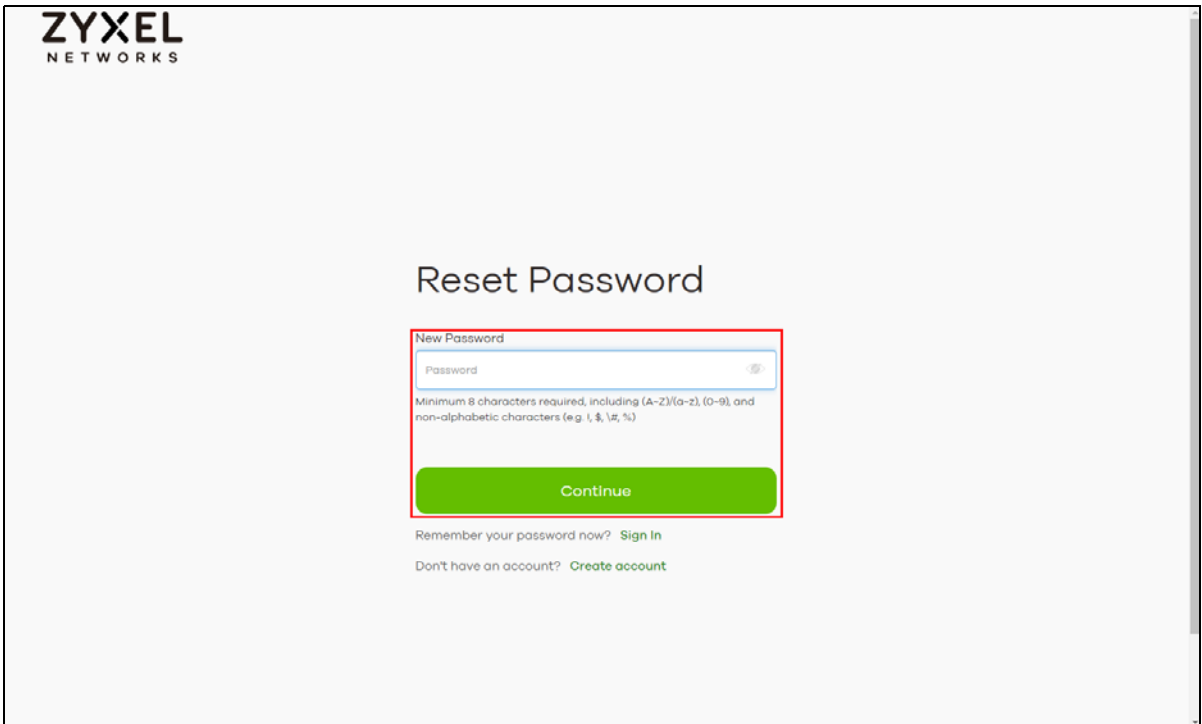 ZYXEL
NETWORKS
Reset Password
New Password
Password
Minimum 8 characters required, including (A-Z)/(a-z), (0-9), and
non-alphabetic characters (e.g. !, $, \#, %)
Continue
Remember your password now? Sign In
Don't have an account? Create account